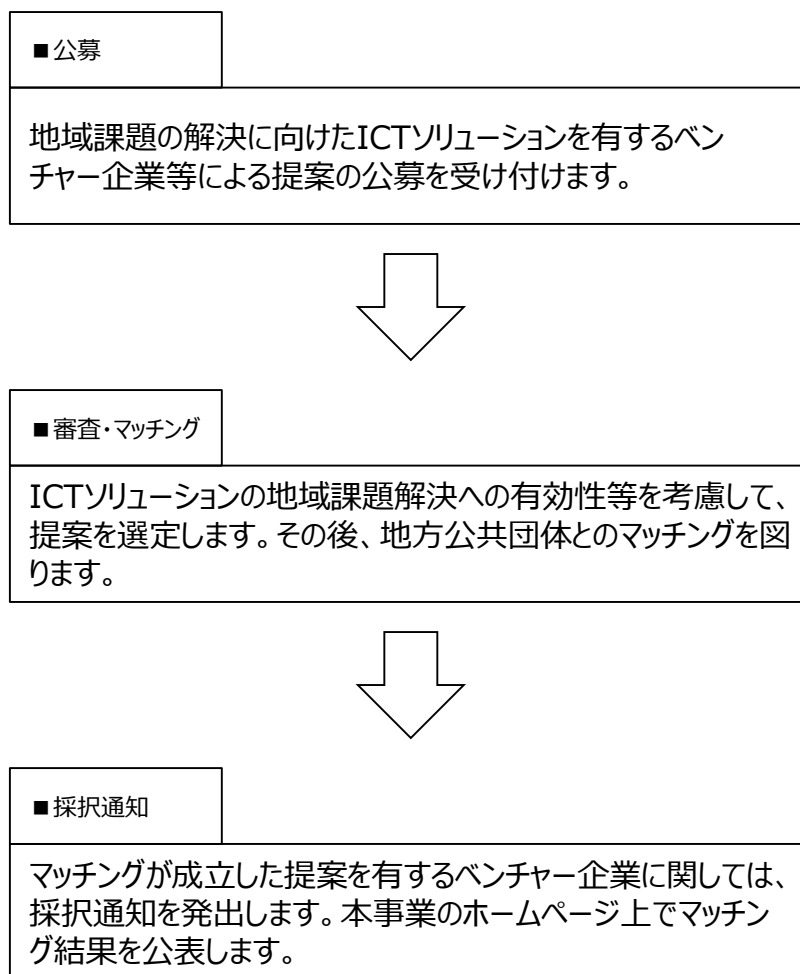 ■公募
地域課題の解決に向けたICTソリューションを有するベン
チャー企業等による提案の公募を受け付けます。
■審査・マッチング
ICTソリューションの地域課題解決への有効性等を考慮して、
提案を選定します。その後、地方公共団体とのマッチングを図
ります。
■採択通知
マッチングが成立した提案を有するベンチャー企業に関しては、
採択通知を発出します。本事業のホームページ上でマッチン
グ結果を公表します。